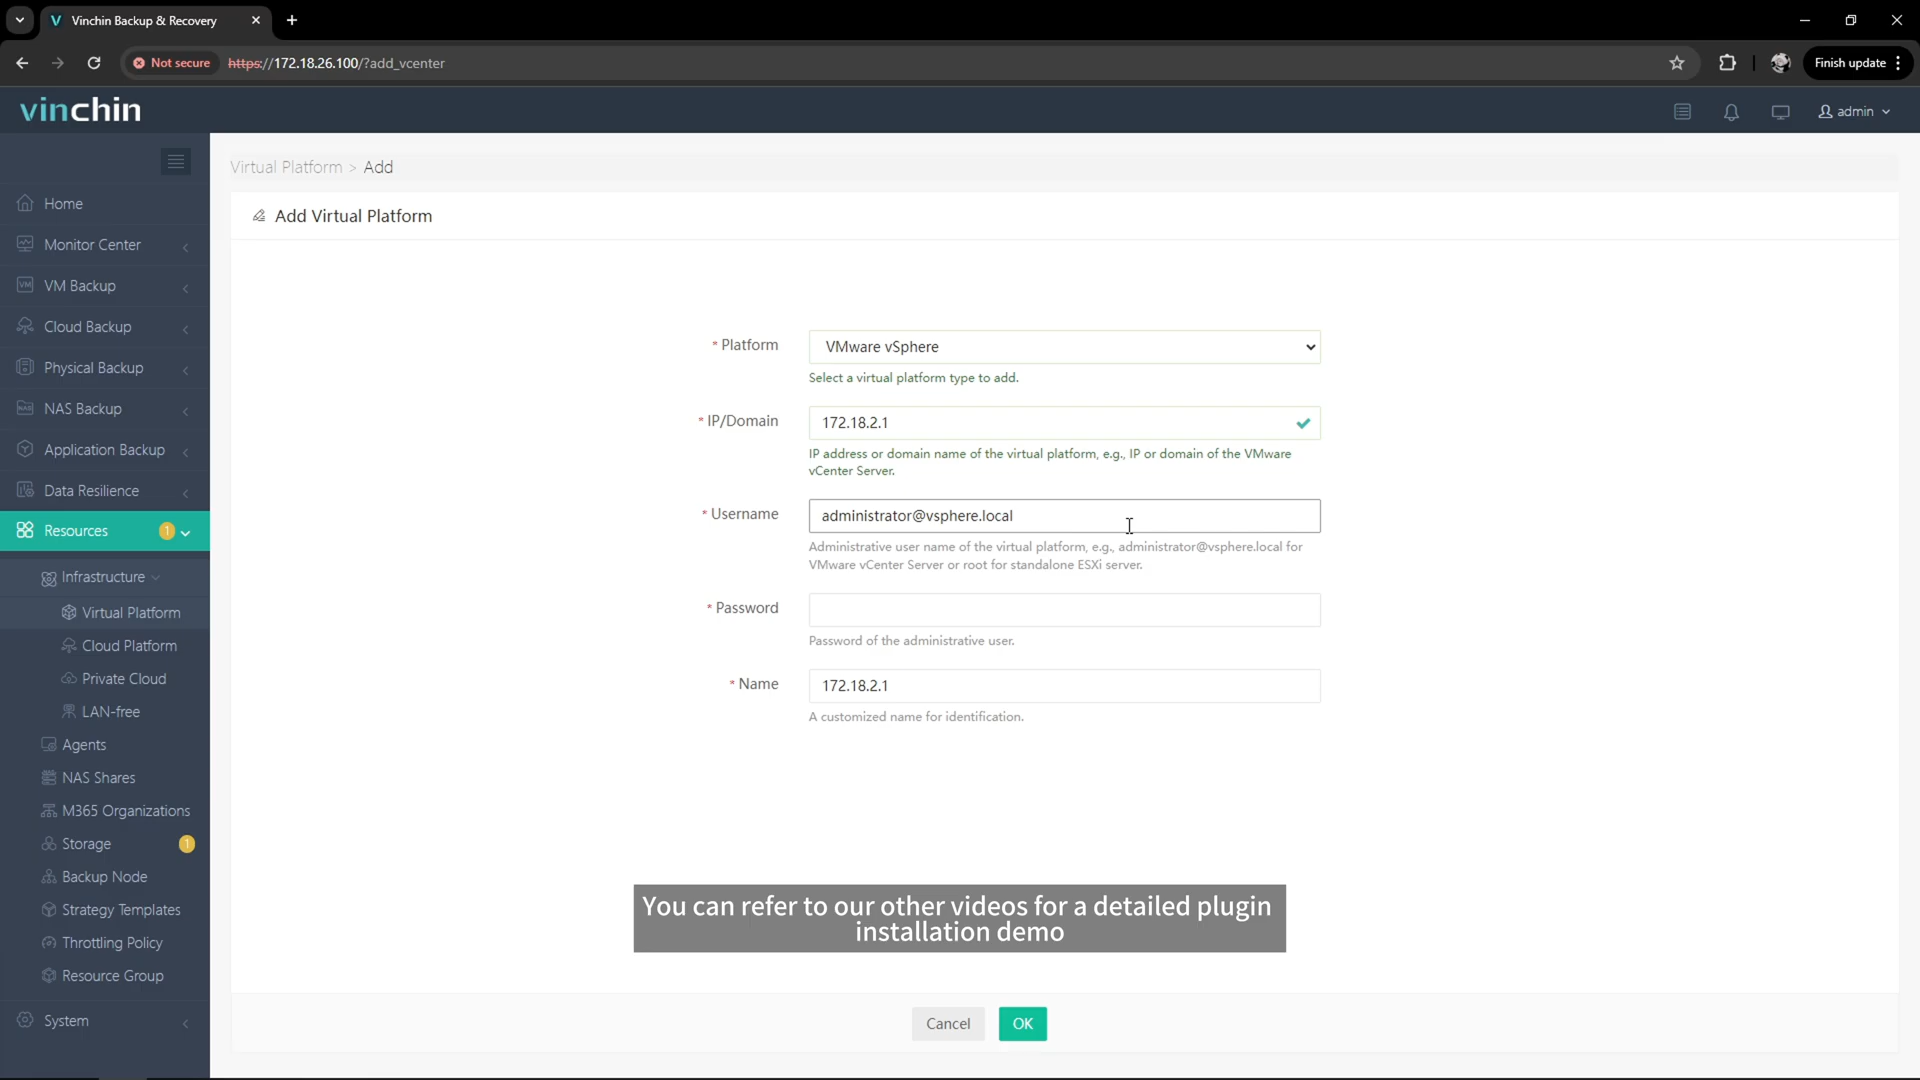 Vinchin Backup & Recovery
Not secure
https://172.18.26.100/?add_vcenter
Finish update
vinchin
admin
Virtual Platform > Add
Add Virtual Platform
Home
Monitor Center
VM Backup
Cloud Backup
Physical Backup
NAS Backup
Application Backup
Data Resilience
Resources 1
Infrastructure
Virtual Platform
Cloud Platform
Private Cloud
LAN-free
Agents
NAS Shares
M365 Organizations
Storage 1
Backup Node
Strategy Templates
Throttling Policy
Resource Group
System
* Platform
VMware vSphere
Select a virtual platform type to add.
* IP/Domain
172.18.2.1
IP address or domain name of the virtual platform, e.g., IP or domain of the VMware
vCenter Server.
* Username
administrator@vsphere.local
Administrative user name of the virtual platform, e.g., administrator@vsphere.local for
VMware vCenter Server or root for standalone ESXi server.
* Password
Password of the administrative user.
* Name
172.18.2.1
A customized name for identification.
You can refer to our other videos for a detailed plugin
installation demo
Cancel
OK